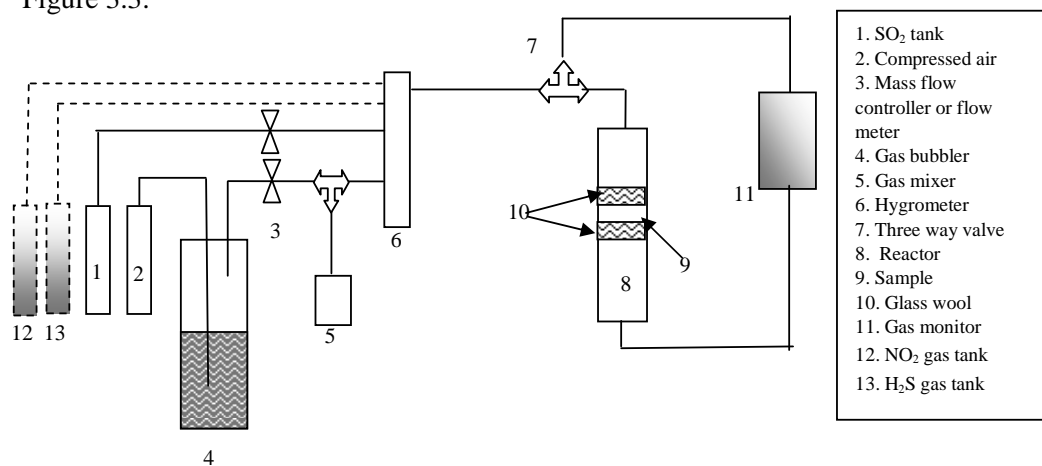 Figure 3.3.
7
1
2
3
4
5
6
8
9
10
11
12
13
1. SO₂ tank
2. Compressed air
3. Mass flow
controller or flow
meter
4. Gas bubbler
5. Gas mixer
6. Hygrometer
7. Three way valve
8. Reactor
9. Sample
10. Glass wool
11. Gas monitor
12. NO₂ gas tank
13. H₂S gas tank